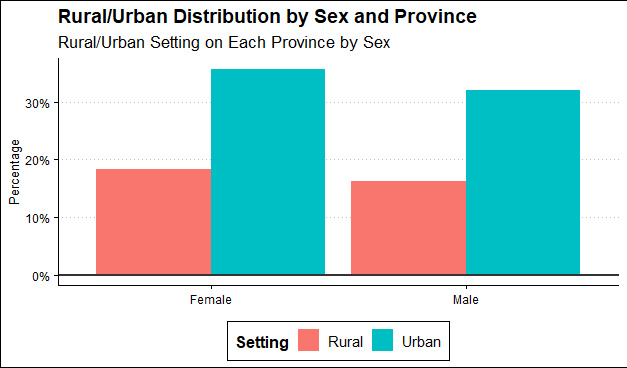 Rural/Urban Distribution by Sex and Province
Rural/Urban Setting on Each Province by Sex
Percentage
30%
20%
10%
0%
Female Male
Setting Rural Urban